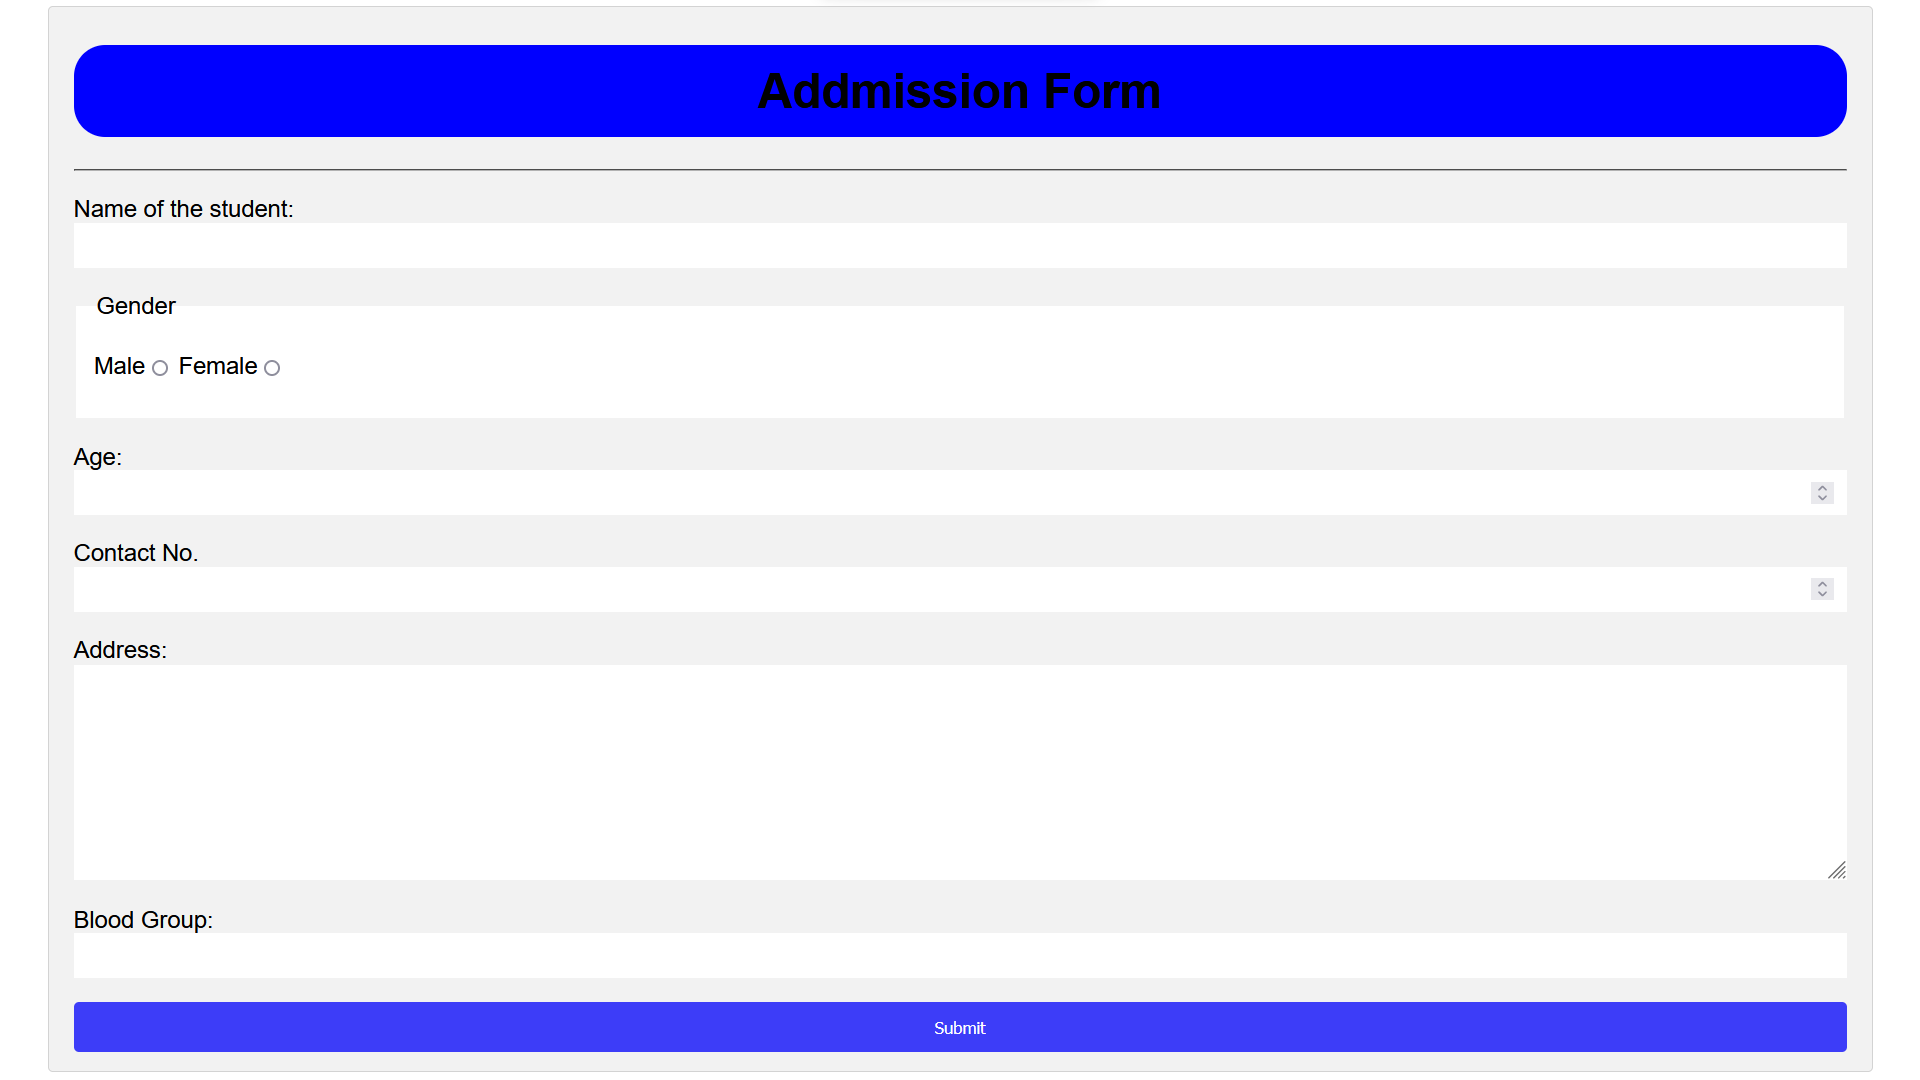 Addmission Form
Name of the student:
Gender
Male Female
Age:
Contact No.
Address:
Blood Group:
Submit